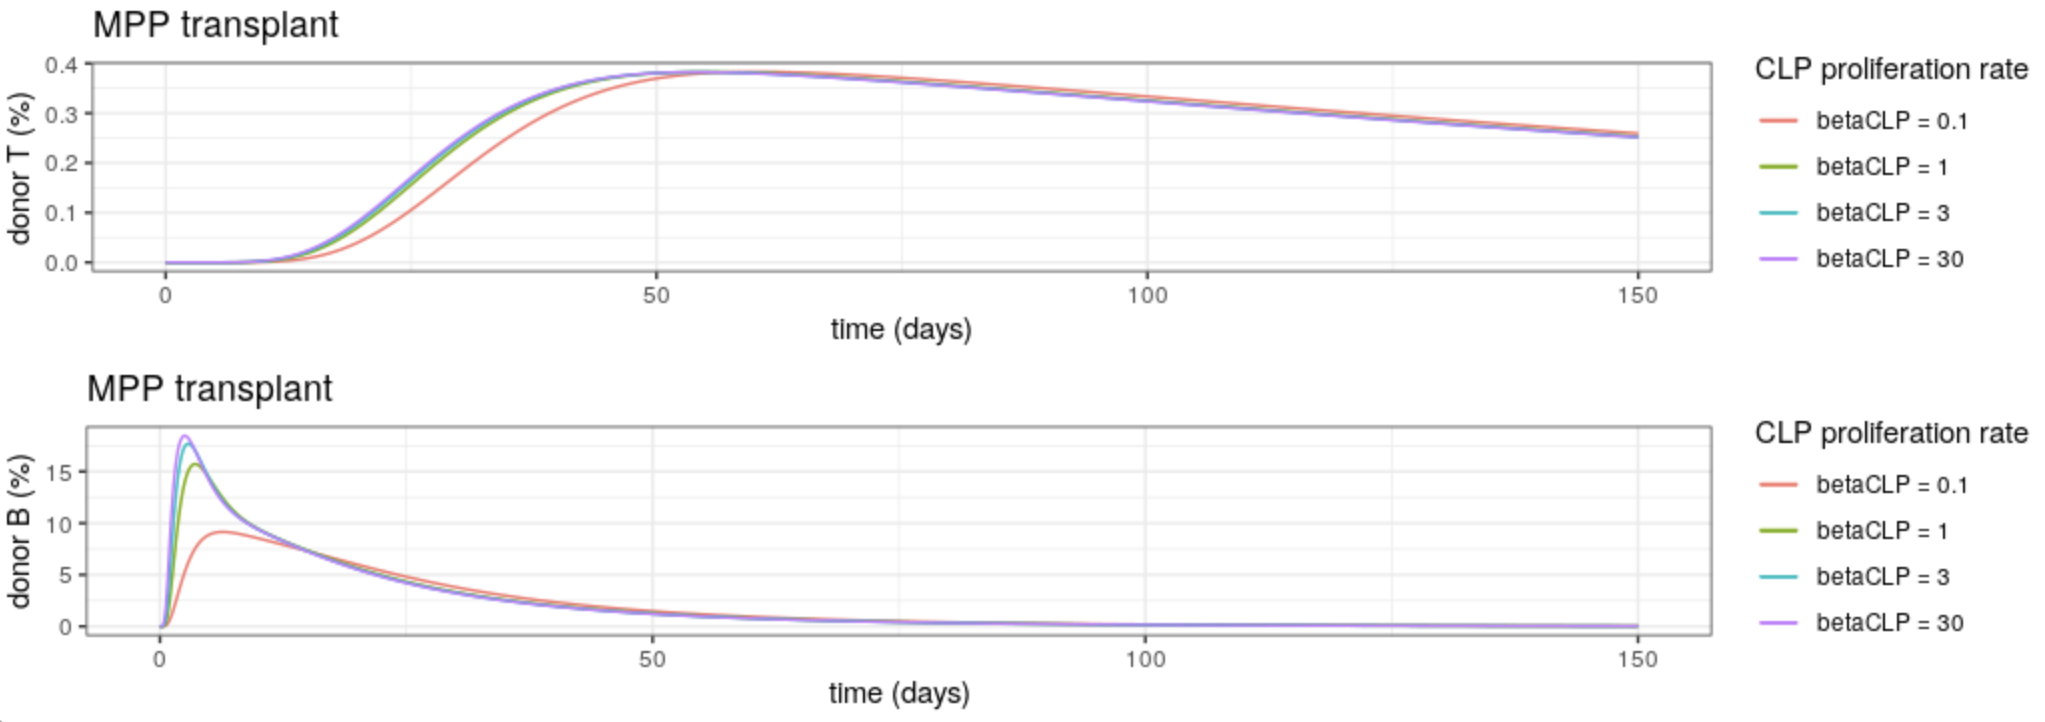 MPP transplant
donor T (%)
0.4
0.3
0.2
0.1
0.0
0
50
100
150
time (days)
CLP proliferation rate
betaCLP = 0.1
betaCLP = 1
betaCLP = 3
betaCLP = 30
MPP transplant
donor B (%)
15
10
5
0
0
50
100
150
time (days)
CLP proliferation rate
betaCLP = 0.1
betaCLP = 1
betaCLP = 3
betaCLP = 30